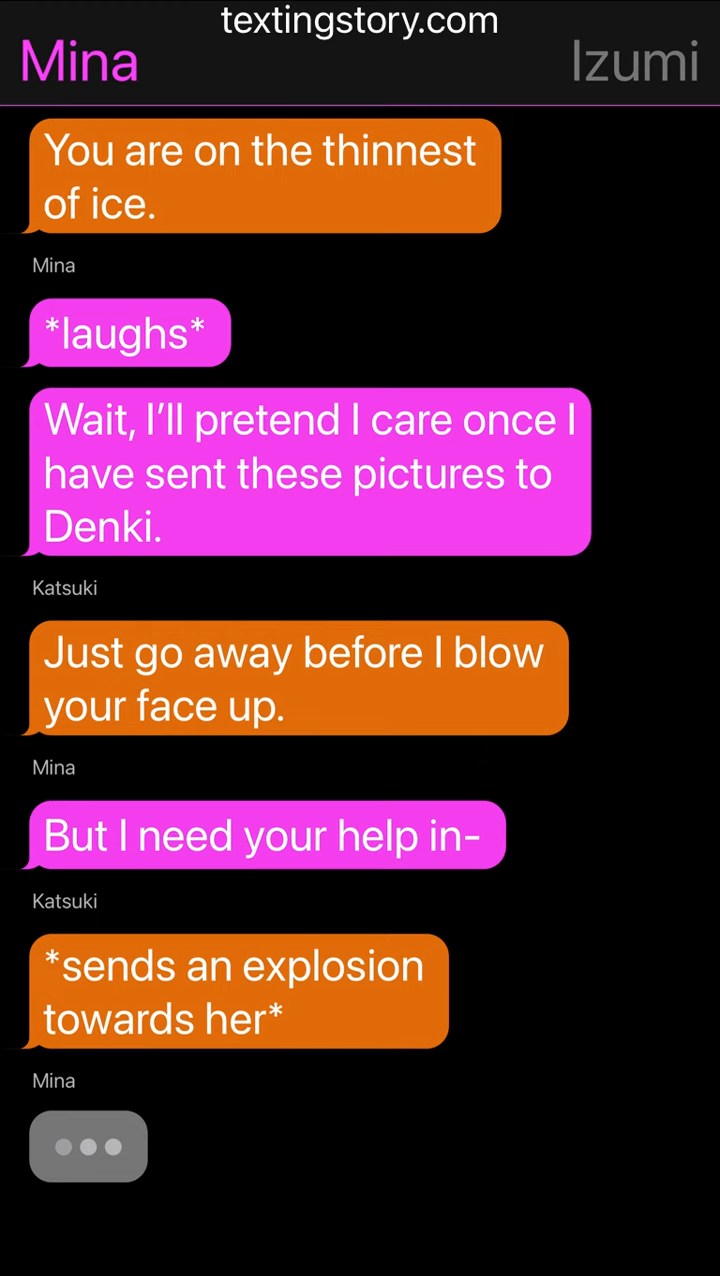 textingstory.com
Mina Izumi
You are on the thinnest
of ice.
Mina
*laughs*
Wait, I’ll pretend I care once I
have sent these pictures to
Denki.
Katsuki
Just go away before I blow
your face up.
Mina
But I need your help in-
Katsuki
*sends an explosion
towards her*
Mina